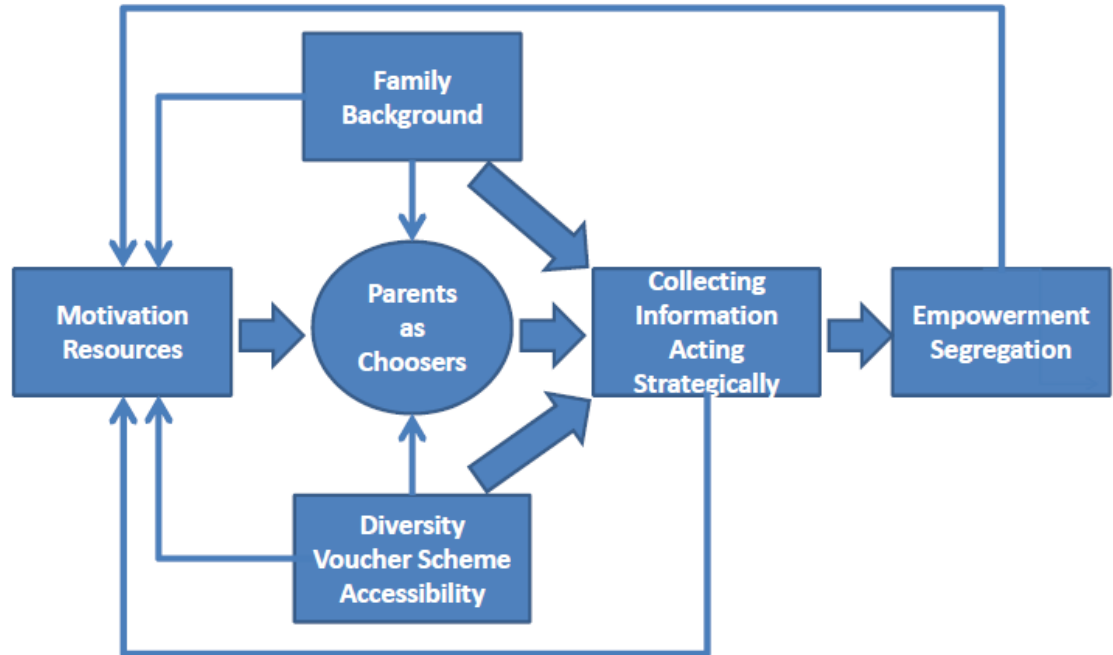 Family
Background
Motivation
Resources
Parents
as
Choosers
Collecting
Information
Acting
Strategically
Empowerment
Segregation
Diversity
Voucher Scheme
Accessibility